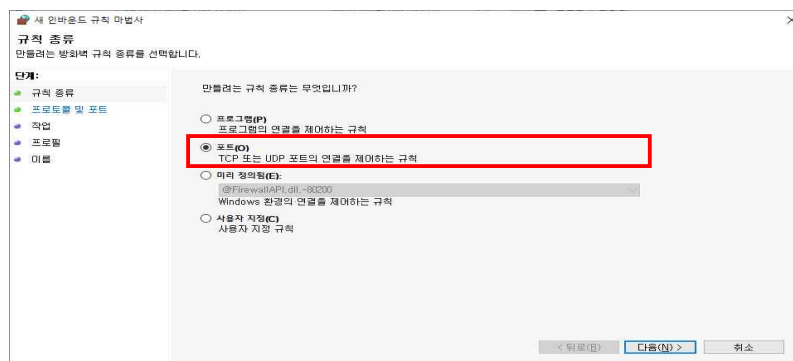 새 인바운드 규칙 마법사
규칙 종류
만들려는 방화벽 규칙 종류를 선택합니다.
단계:
규칙 종류
프로토콜 및 포트
작업
프로필
이름
만들려는 규칙 종류는 무엇입니까?
프로그램(P)
프로그램의 연결을 제어하는 규칙
포트(O)
TCP 또는 UDP 포트의 연결을 제어하는 규칙
미리 정의됨(E):
@FirewallAPI.dll,-80200
Windows 환경의 연결을 제어하는 규칙
사용자 지정(C)
사용자 지정 규칙
< 뒤로(B) 다음(N) > 취소